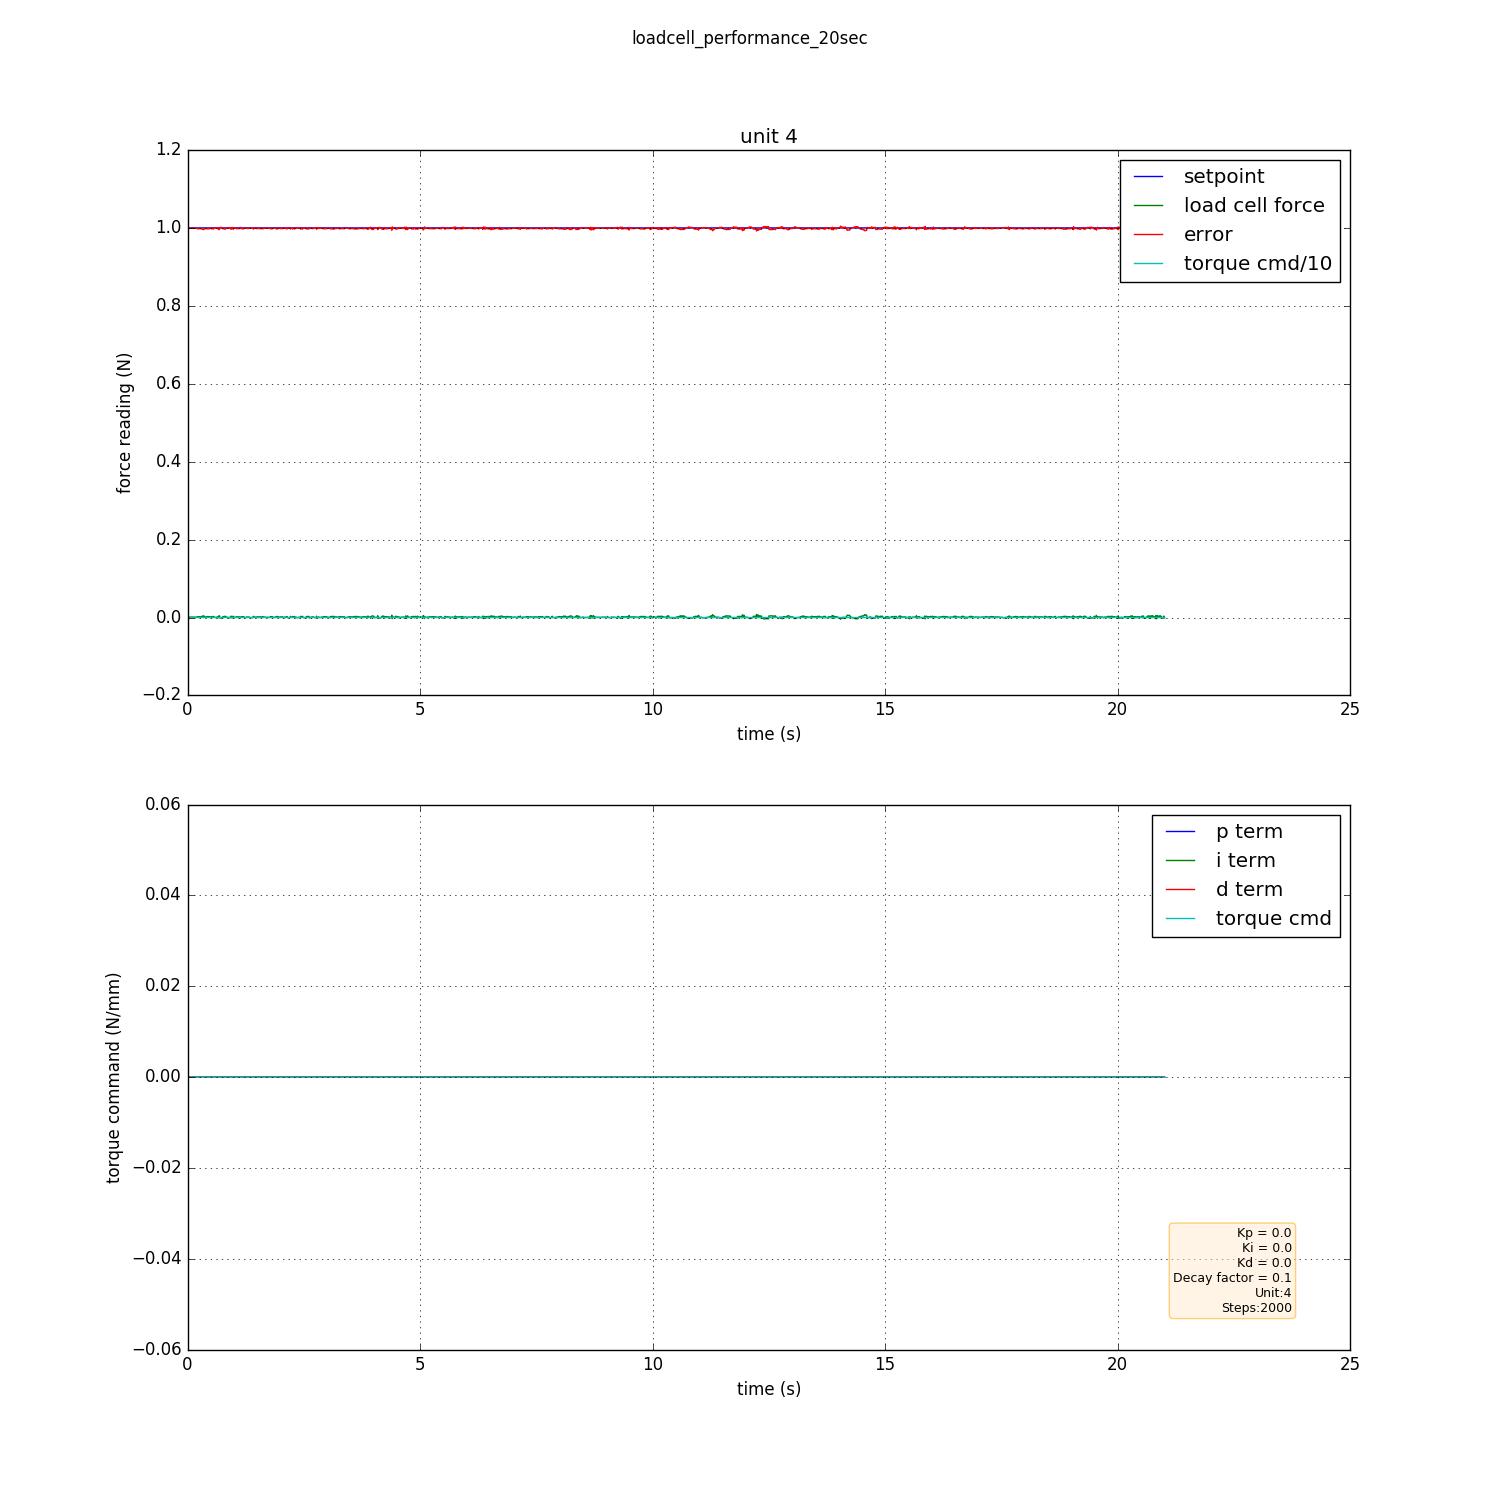 loadcell_performance_20sec
unit 4
1.2
1.0
0.8
0.6
0.4
0.2
0.0
−0.2
force reading (N)
setpoint
load cell force
error
torque cmd/10
0 5 10 15 20 25
time (s)
0.06
0.04
0.02
0.00
−0.02
−0.04
−0.06
torque command (N/mm)
p term
i term
d term
torque cmd
Kp = 0.0
Ki = 0.0
Kd = 0.0
Decay factor = 0.1
Unit:4
Steps:2000
0 5 10 15 20 25
time (s)